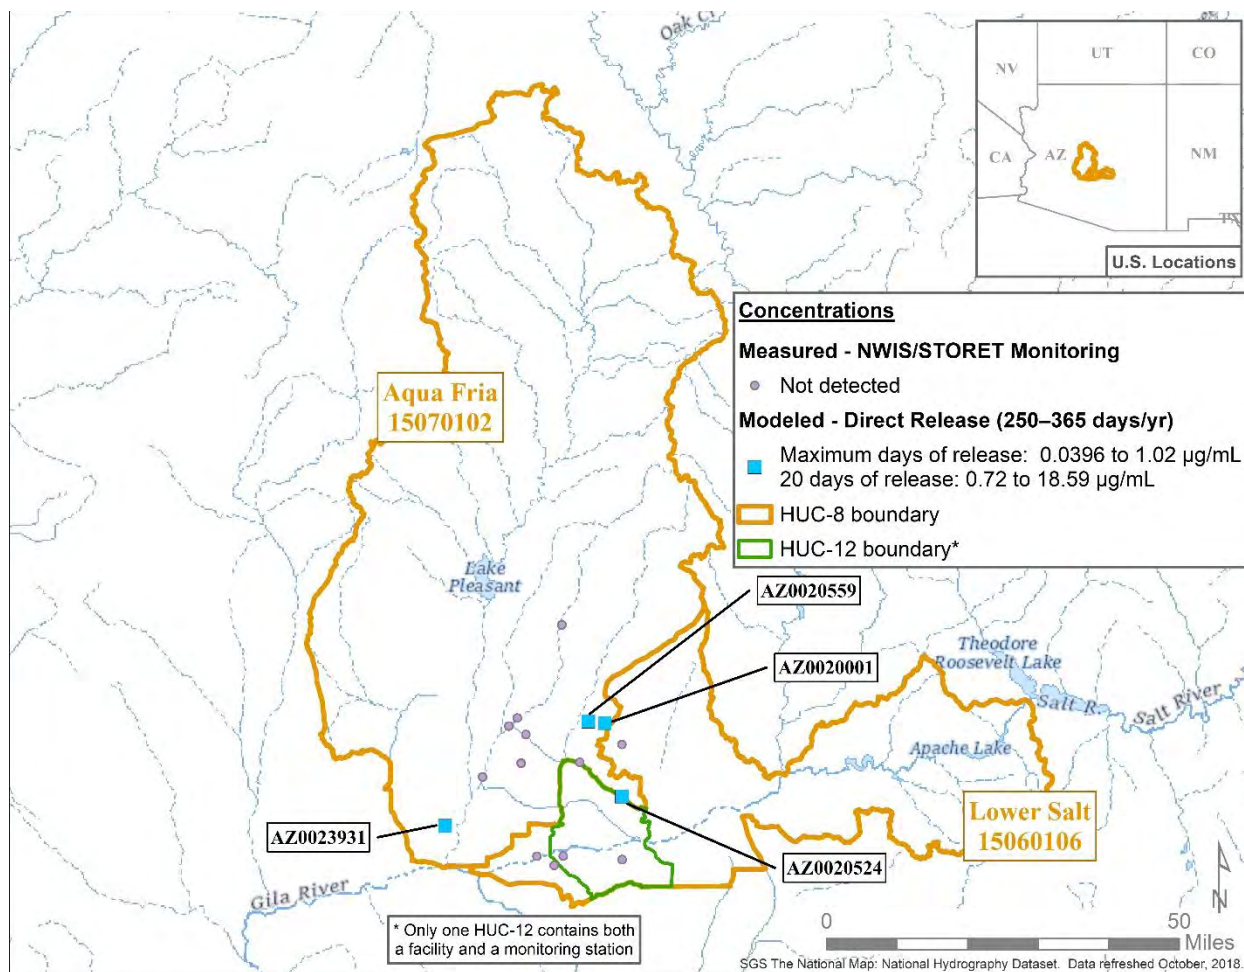 Oak Cr
UT
CO
NV
CA
AZ
NM
TX
U.S. Locations
Concentrations
Measured - NWIS/STORET Monitoring
Not detected
Modeled - Direct Release (250–365 days/yr)
Maximum days of release: 0.0396 to 1.02 µg/mL
20 days of release: 0.72 to 18.59 µg/mL
HUC-8 boundary
HUC-12 boundary*
Aqua Fria
15070102
Lake
Pleasant
AZ0020559
AZ0020001
Theodore
Roosevelt Lake
Salt R.
Salt River
Apache Lake
Lower Salt
15060106
AZ0023931
AZ0020524
Gila River
* Only one HUC-12 contains both
a facility and a monitoring station
N
0
50
Miles
SGS The National Map: National Hydrography Dataset. Data refreshed October, 2018.